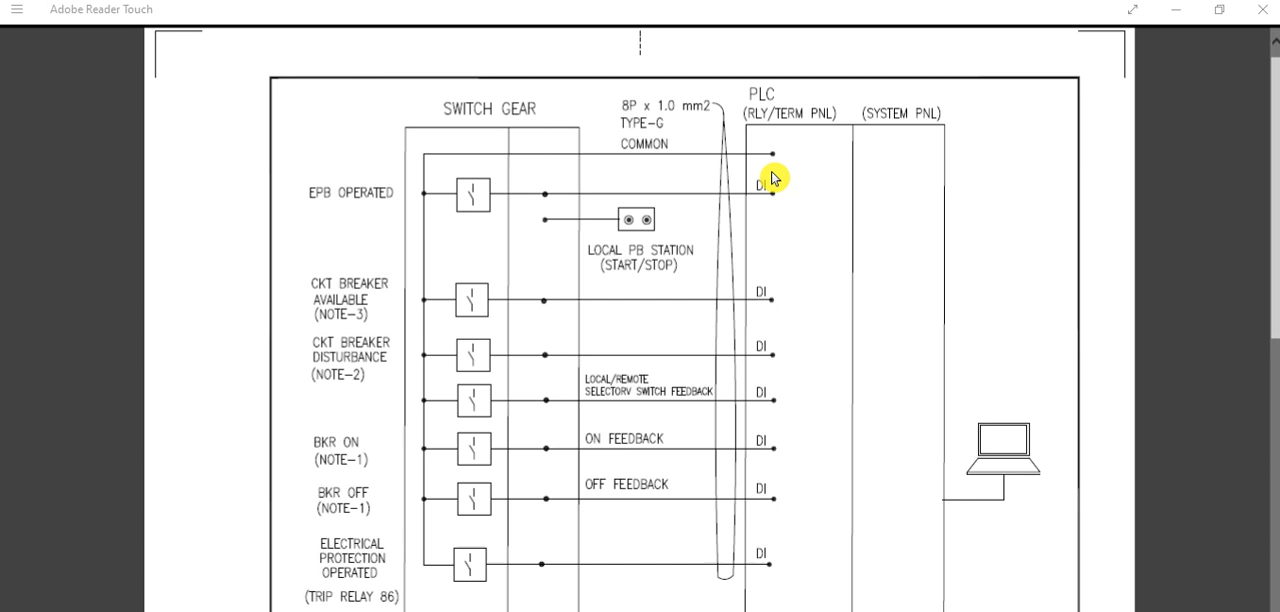 Adobe Reader Touch
SWITCH GEAR
8P x 1.0 mm2
TYPE-G
COMMON
PLC
(RLY/TERM PNL)
(SYSTEM PNL)
EPB OPERATED
DI
LOCAL PB STATION
(START/STOP)
CKT BREAKER
AVAILABLE
(NOTE-3)
DI
CKT BREAKER
DISTURBANCE
(NOTE-2)
DI
LOCAL/REMOTE
SELECTORV SWITCH FEEDBACK
DI
BKR ON
(NOTE-1)
ON FEEDBACK
DI
BKR OFF
(NOTE-1)
OFF FEEDBACK
DI
ELECTRICAL
PROTECTION
OPERATED
(TRIP RELAY 86)
DI